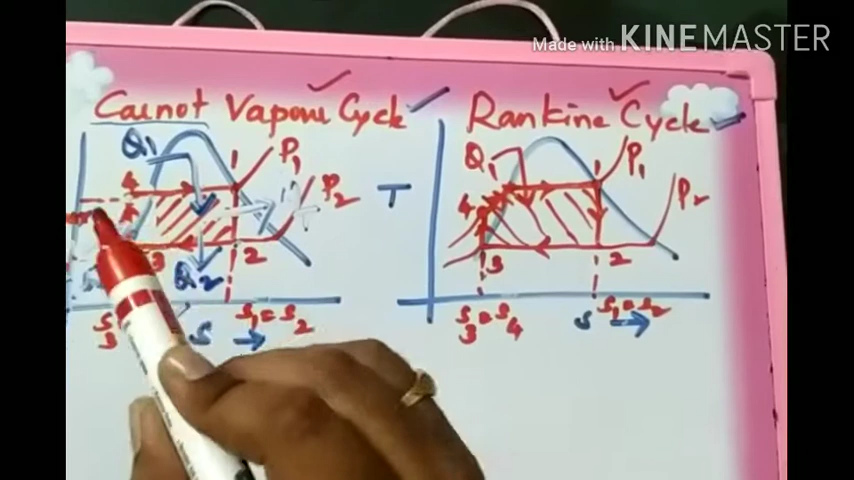 Made with KINEMASTER
Carnot Vapour Cycle
Rankine Cycle
Q1
1
P1
4
P2
3
2
Q2
S3
S
S1 = S2
T
Q1
1
P1
4
P2
3
2
S3 = S4
S
S1 = S2